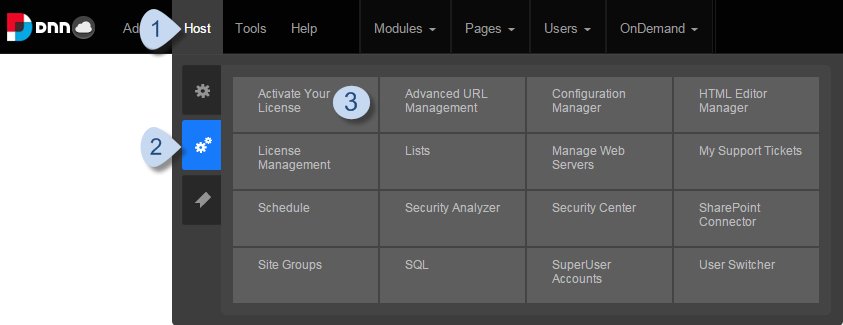 DNN Ad 1 Host Tools Help Modules Pages Users OnDemand
Activate Your
License
3
Advanced URL
Management
Configuration
Manager
HTML Editor
Manager
2
License
Management
Lists
Manage Web
Servers
My Support Tickets
Schedule
Security Analyzer
Security Center
SharePoint
Connector
Site Groups
SQL
SuperUser
Accounts
User Switcher